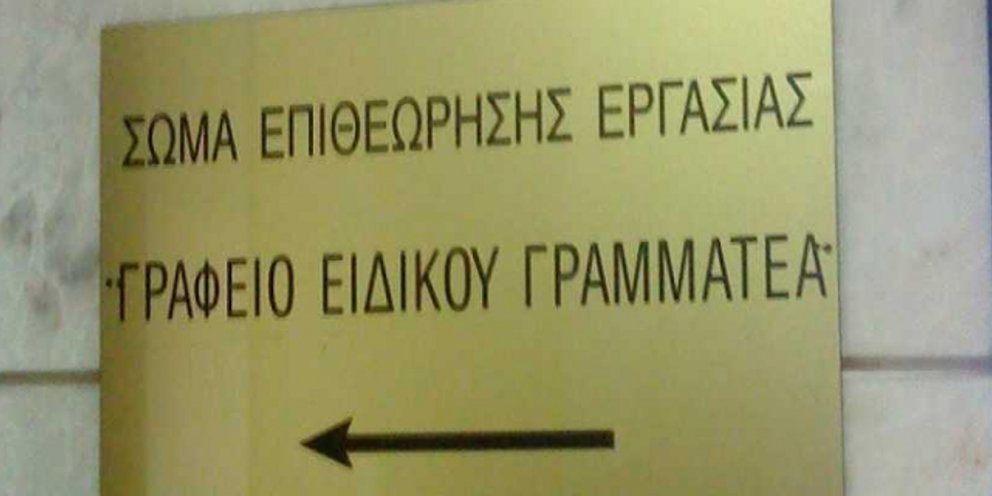 ΣΩΜΑ ΕΠΙΘΕΩΡΗΣΗΣ ΕΡΓΑΣΙΑΣ
ΓΡΑΦΕΙΟ ΕΙΔΙΚΟΥ ΓΡΑΜΜΑΤΕΑ